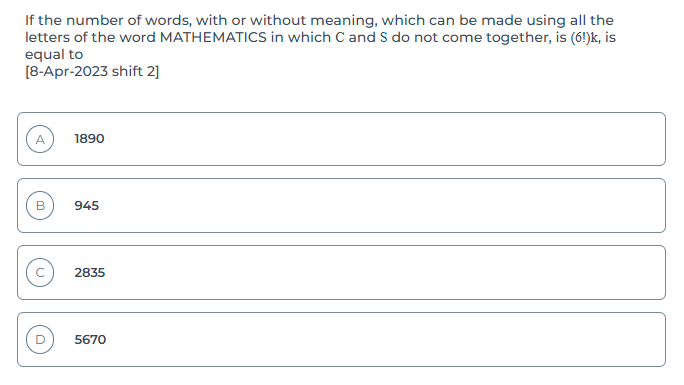 If the number of words, with or without meaning, which can be made using all the
letters of the word MATHEMATICS in which C and S do not come together, is (6!)k, is
equal to
[8-Apr-2023 shift 2]
A 1890
B 945
C 2835
D 5670